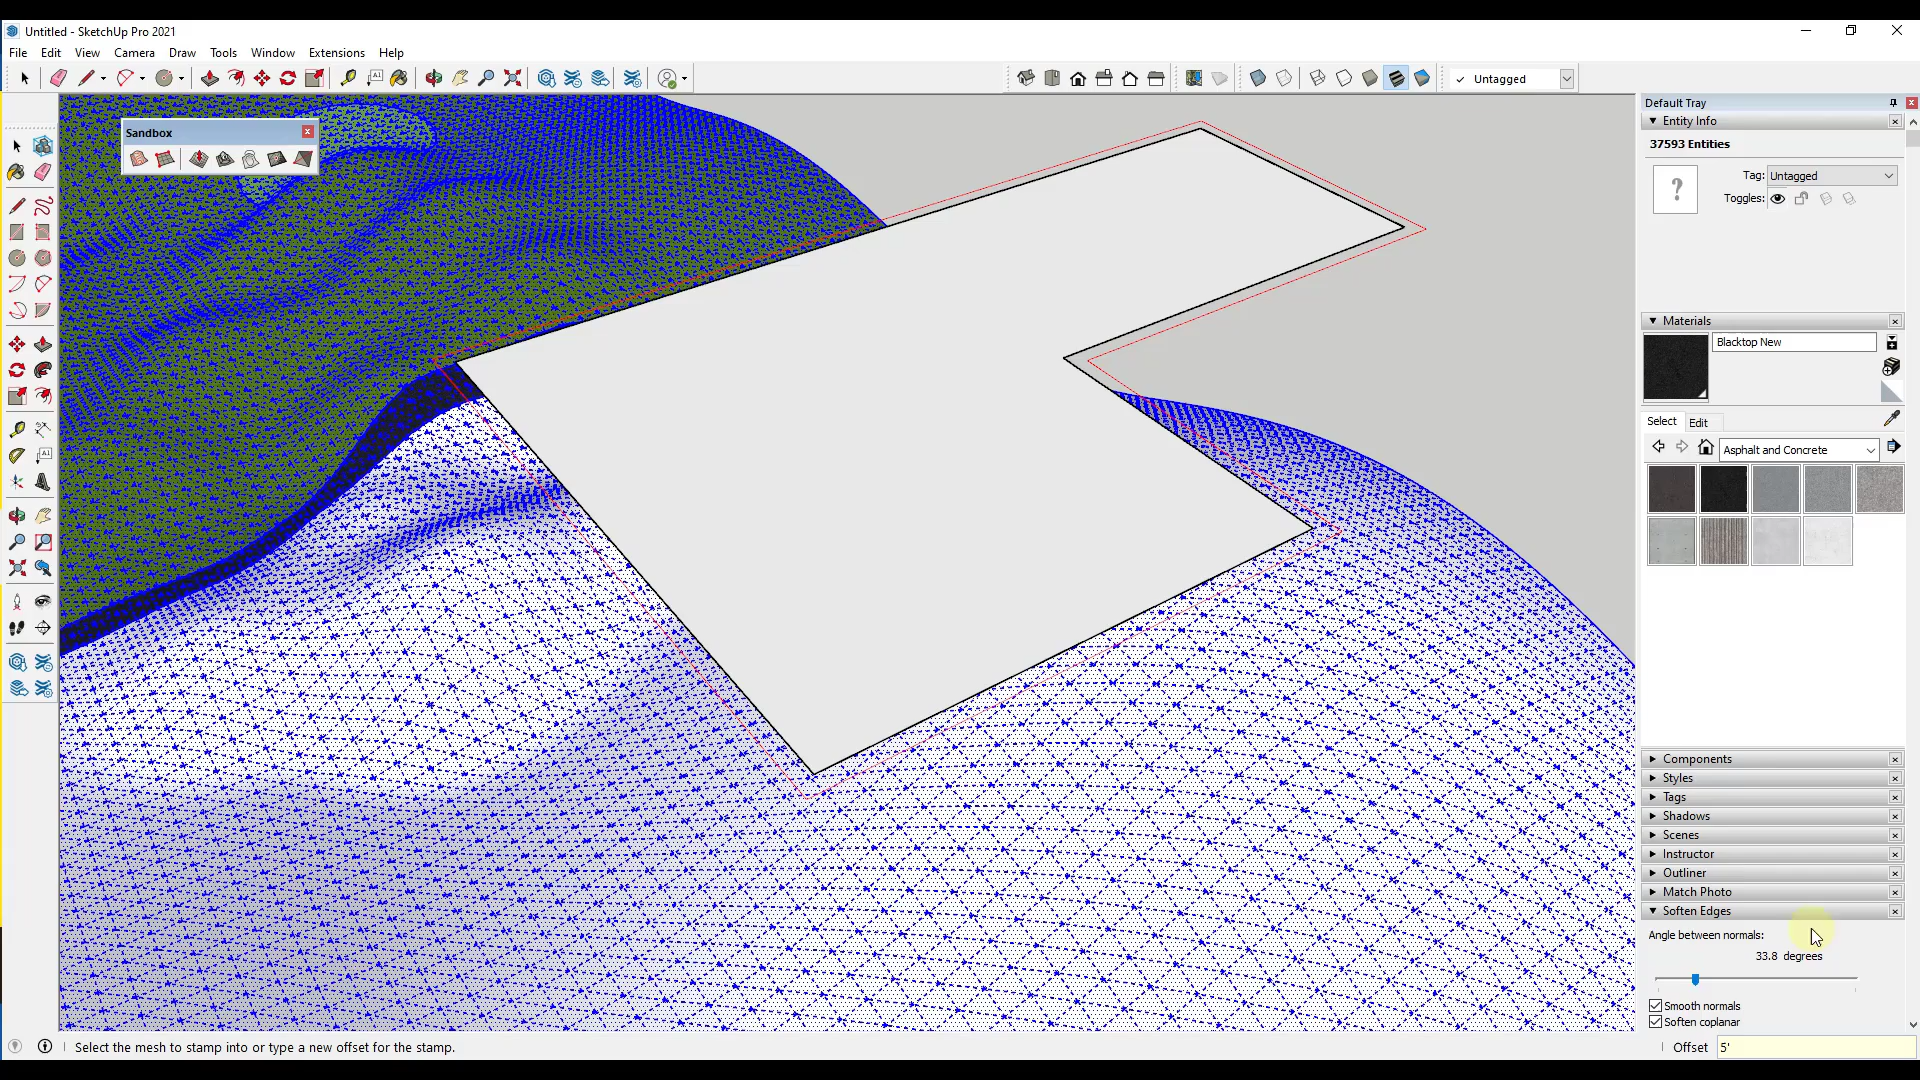 Untitled - SketchUp Pro 2021
File Edit View Camera Draw Tools Window Extensions Help
A1
Untagged
Default Tray
Sandbox
Entity Info
37593 Entities
?
Tag: Untagged
Toggles:
Materials
Blacktop New
Select Edit
A1
Asphalt and Concrete
Components
Styles
Tags
Shadows
Scenes
Instructor
Outliner
Match Photo
Soften Edges
Angle between normals:
33.8 degrees
Smooth normals
Soften coplanar
Select the mesh to stamp into or type a new offset for the stamp.
Offset 5'